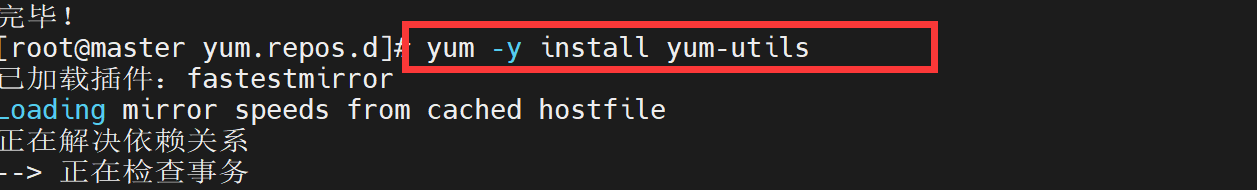 完毕！
[root@master yum.repos.d]# yum -y install yum-utils
已加载插件：fastestmirror
Loading mirror speeds from cached hostfile
正在解决依赖关系
--> 正在检查事务